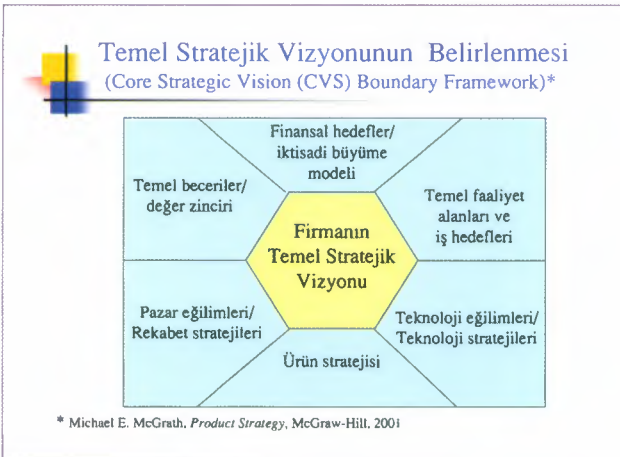 Temel Stratejik Vizyonunun Belirlenmesi
(Core Strategic Vision (CVS) Boundary Framework)*
Finansal hedefler/
iktisadi büyüme
modeli
Temel beceriler/
değer zinciri
Temel faaliyet
alanları ve
iş hedefleri
Firmanın
Temel Stratejik
Vizyonu
Pazar eğilimleri/
Rekabet stratejileri
Teknoloji eğilimleri/
Teknoloji stratejileri
Ürün stratejisi
* Michael E. McGrath, Product Strategy, McGraw-Hill, 2001